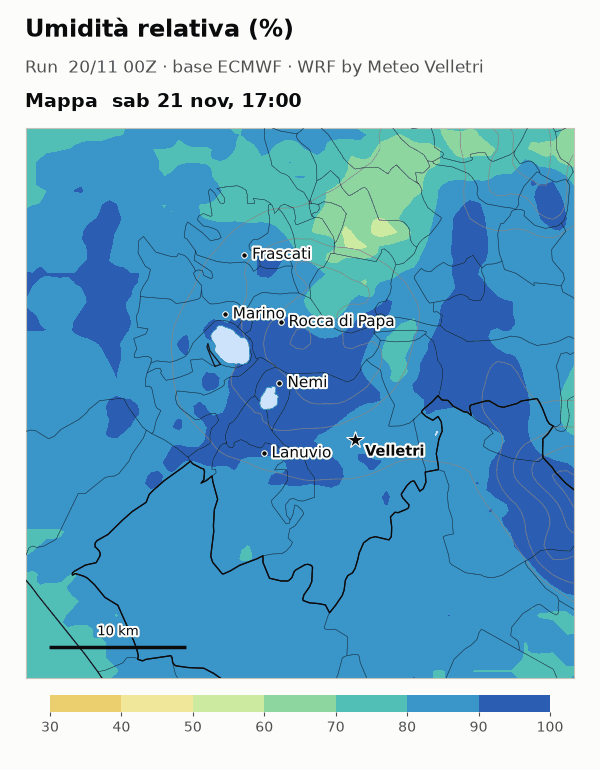 Umidità relativa (%)
Run  20/11 00Z · base ECMWF · WRF by Meteo Velletri
Mappa  sab 21 nov, 17:00
Frascati
Marino
Rocca di Papa
Nemi
Velletri
Lanuvio
10 km
30 40 50 60 70 80 90 100